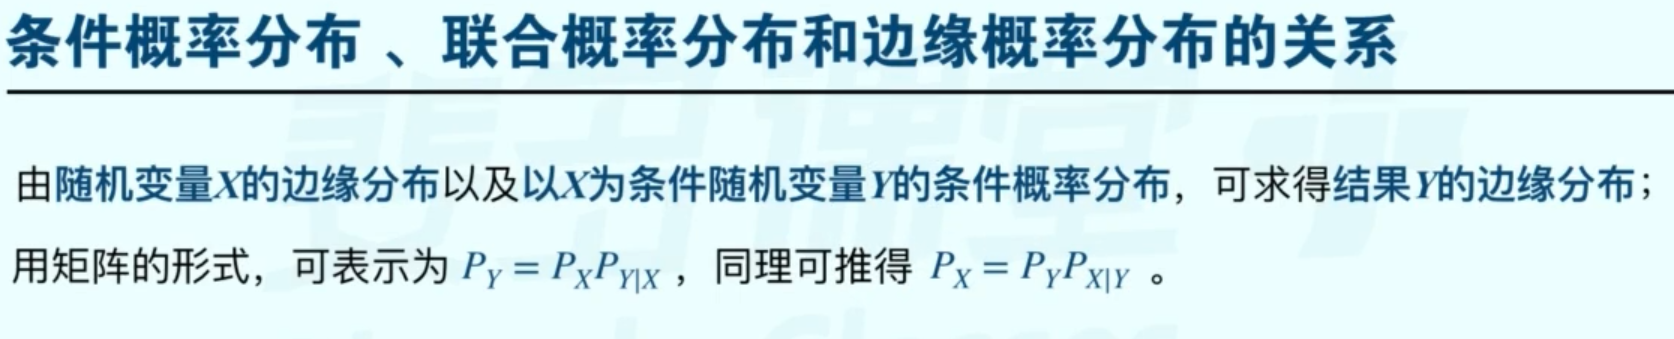 条件概率分布 、联合概率分布和边缘概率分布的关系
由随机变量X的边缘分布以及以X为条件随机变量Y的条件概率分布，可求得结果Y的边缘分布；
用矩阵的形式，可表示为 P_Y = P_X P_{Y|X} ，同理可推得 P_X = P_Y P_{X|Y} 。